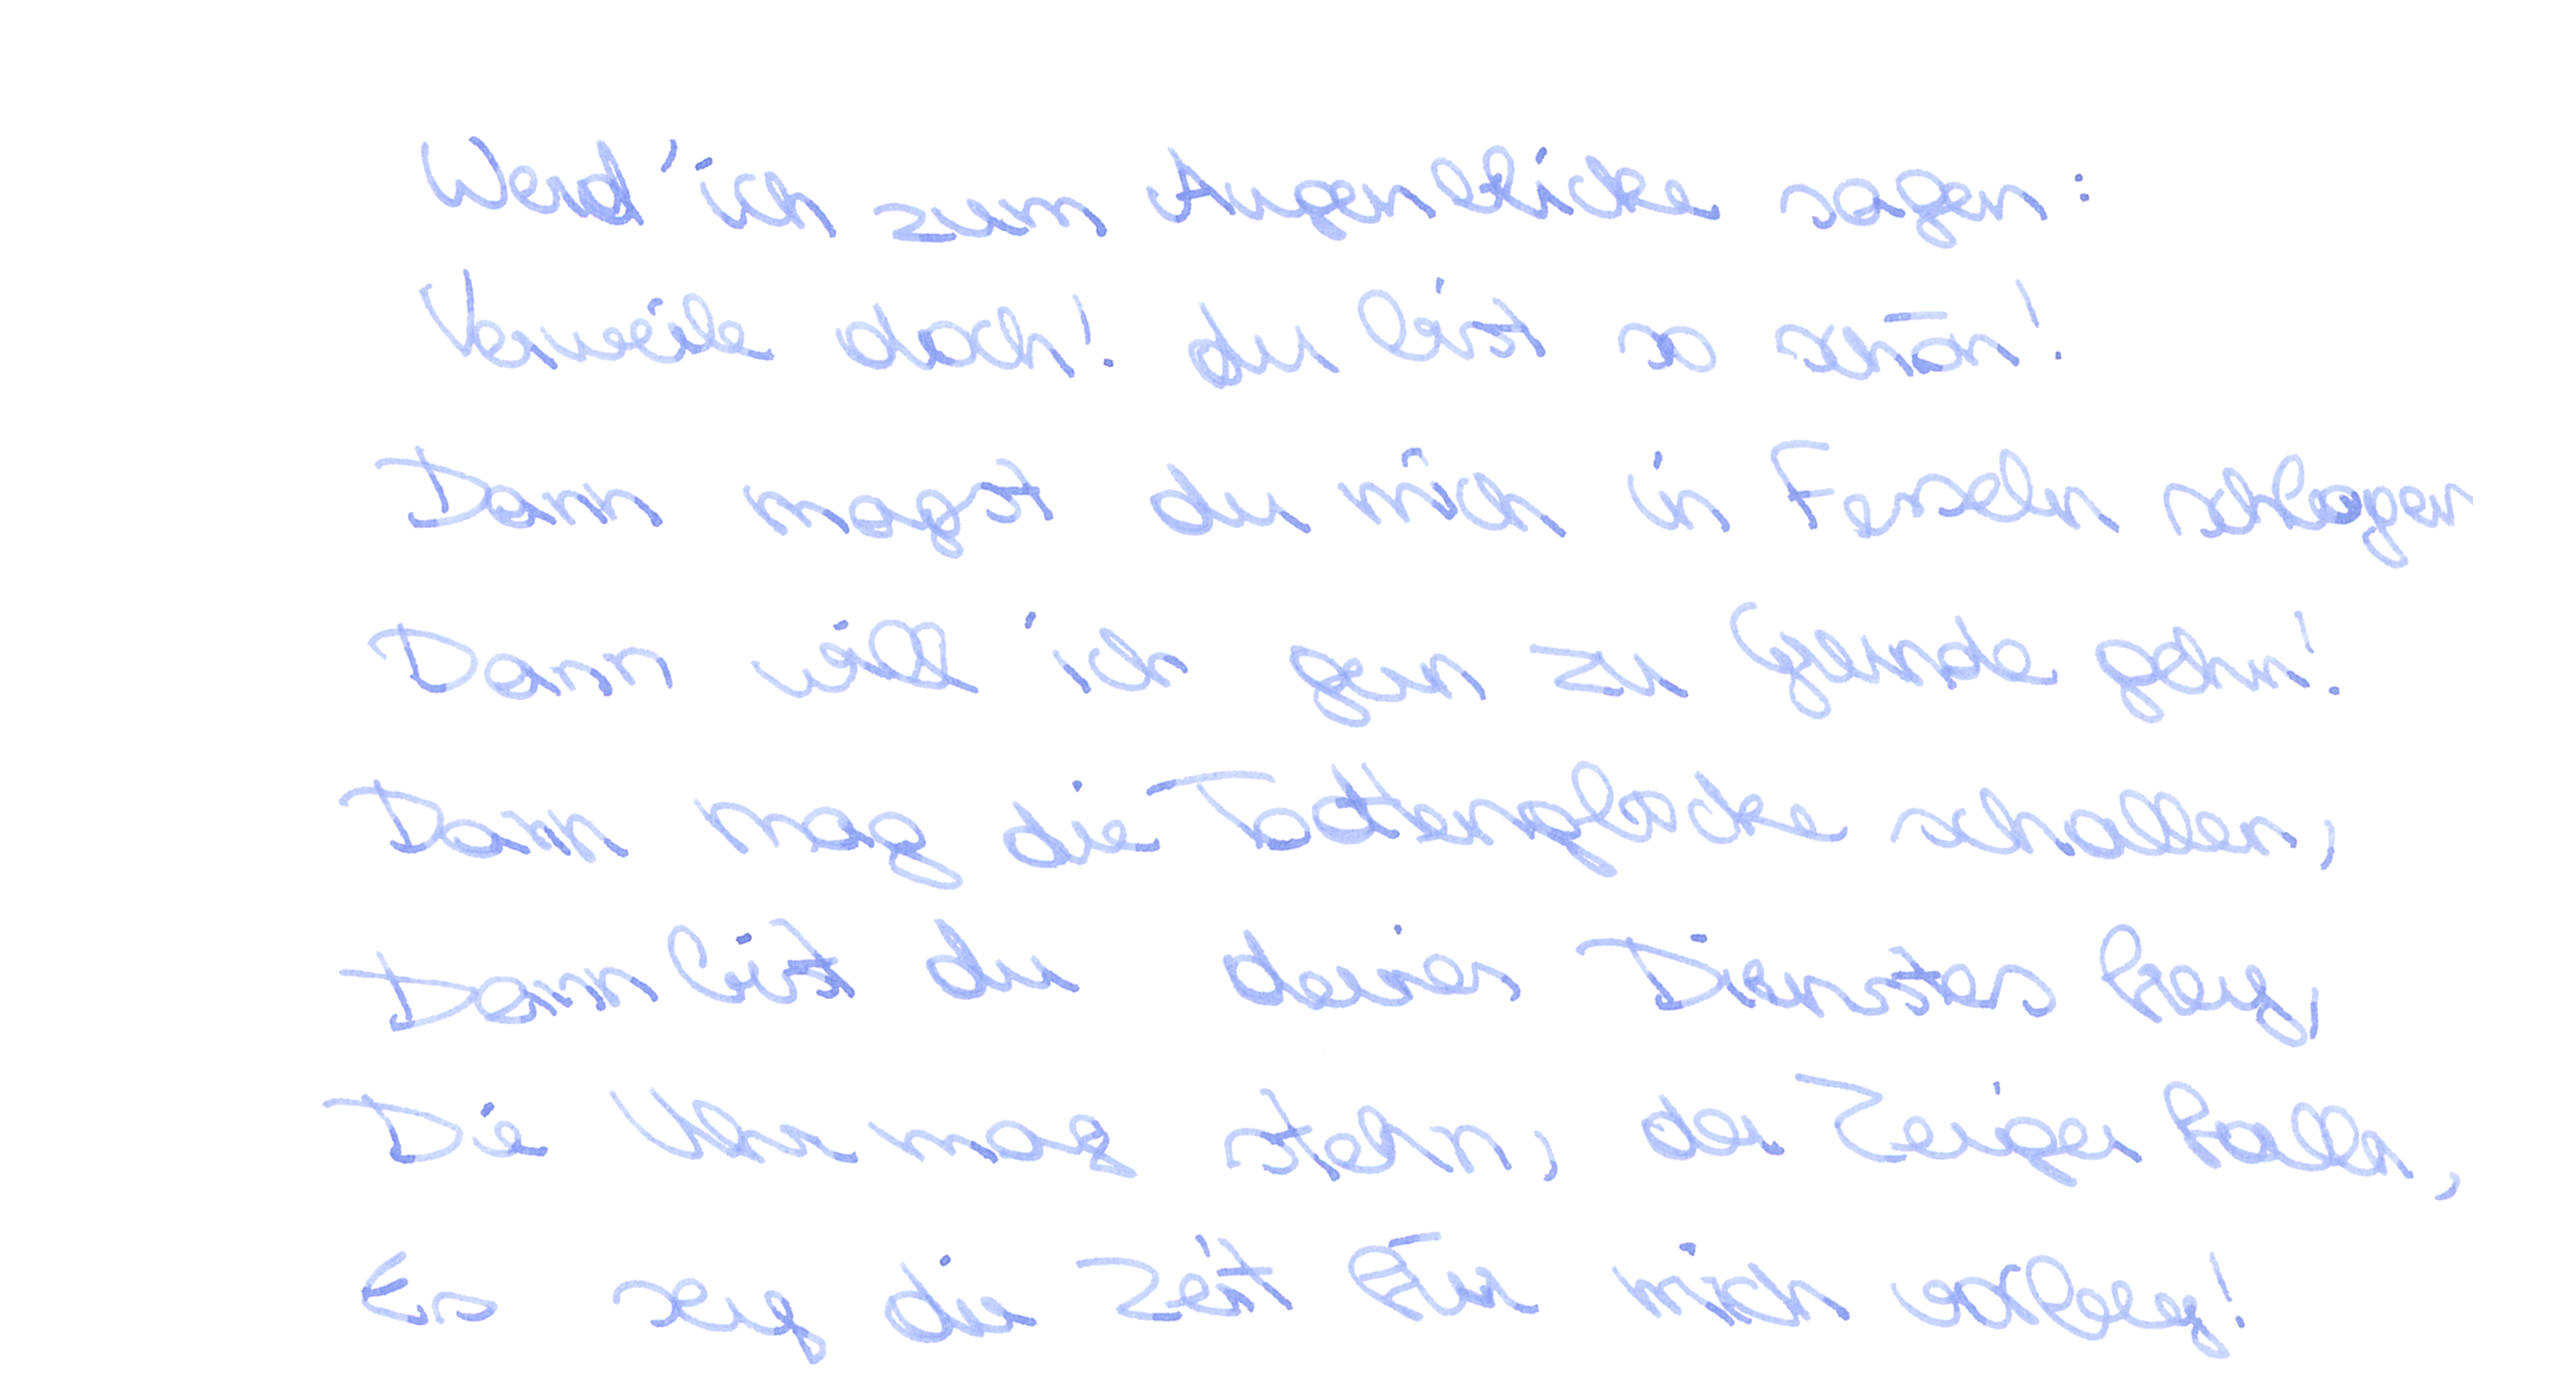 Werd' ich zum Augenblicke sagen:
Verweile doch! du bist so schön!
Dann magst du mich in Fesseln schlagen
Dann will ich gern zu Grunde gehn!
Dann mag die Todtenglocke schallen,
Dann bist du deines Dienstes frey,
Die Uhr mag stehn, der Zeiger falln,
Es sey die Zeit für mich vorbey!